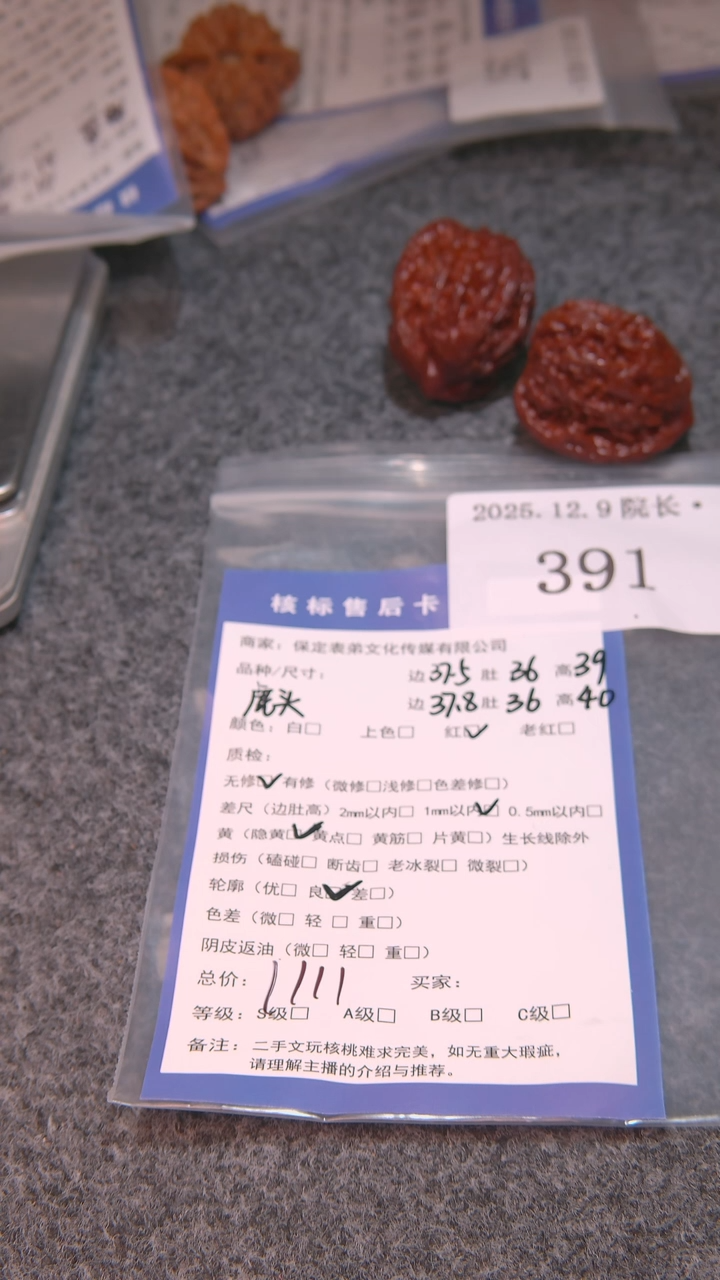 2025.12.9院长·
391
核标售后卡
商家：保定表弟文化传媒有限公司
品种/尺寸： 边37.5 肚36 高39
虎头 边37.8 肚36 高40
颜色：白□ 上色□ 红☑ 老红□
质检：
无修☑有修（微修□浅修□色差修□）
差尺（边肚高）2mm以内□ 1mm以内☑ 0.5mm以内□
黄（隐黄☑黄点□ 黄筋□ 片黄□）生长线除外
损伤（磕碰□ 断齿□ 老冰裂□ 微裂□）
轮廓（优□ 良☑差□）
色差（微□ 轻□ 重□）
阴皮返油（微□ 轻□ 重□）
总价：1111 买家：
等级：S级□ A级□ B级□ C级□
备注：二手文玩核桃难求完美，如无重大瑕疵，
请理解主播的介绍与推荐。